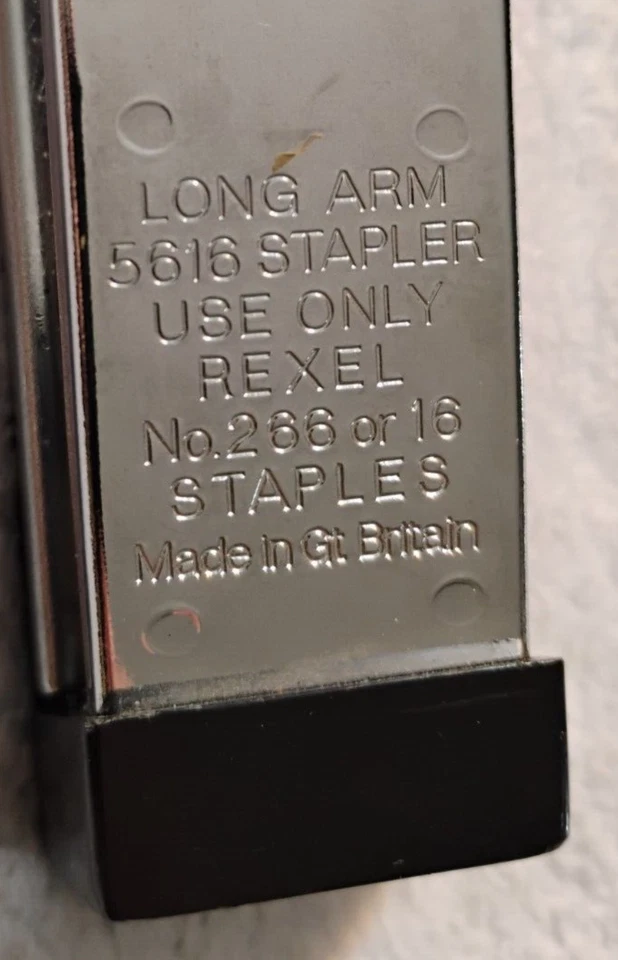 LONG ARM
5616 STAPLER
USE ONLY
REXEL
No.266 or 16
STAPLES
Made in Gt Britain